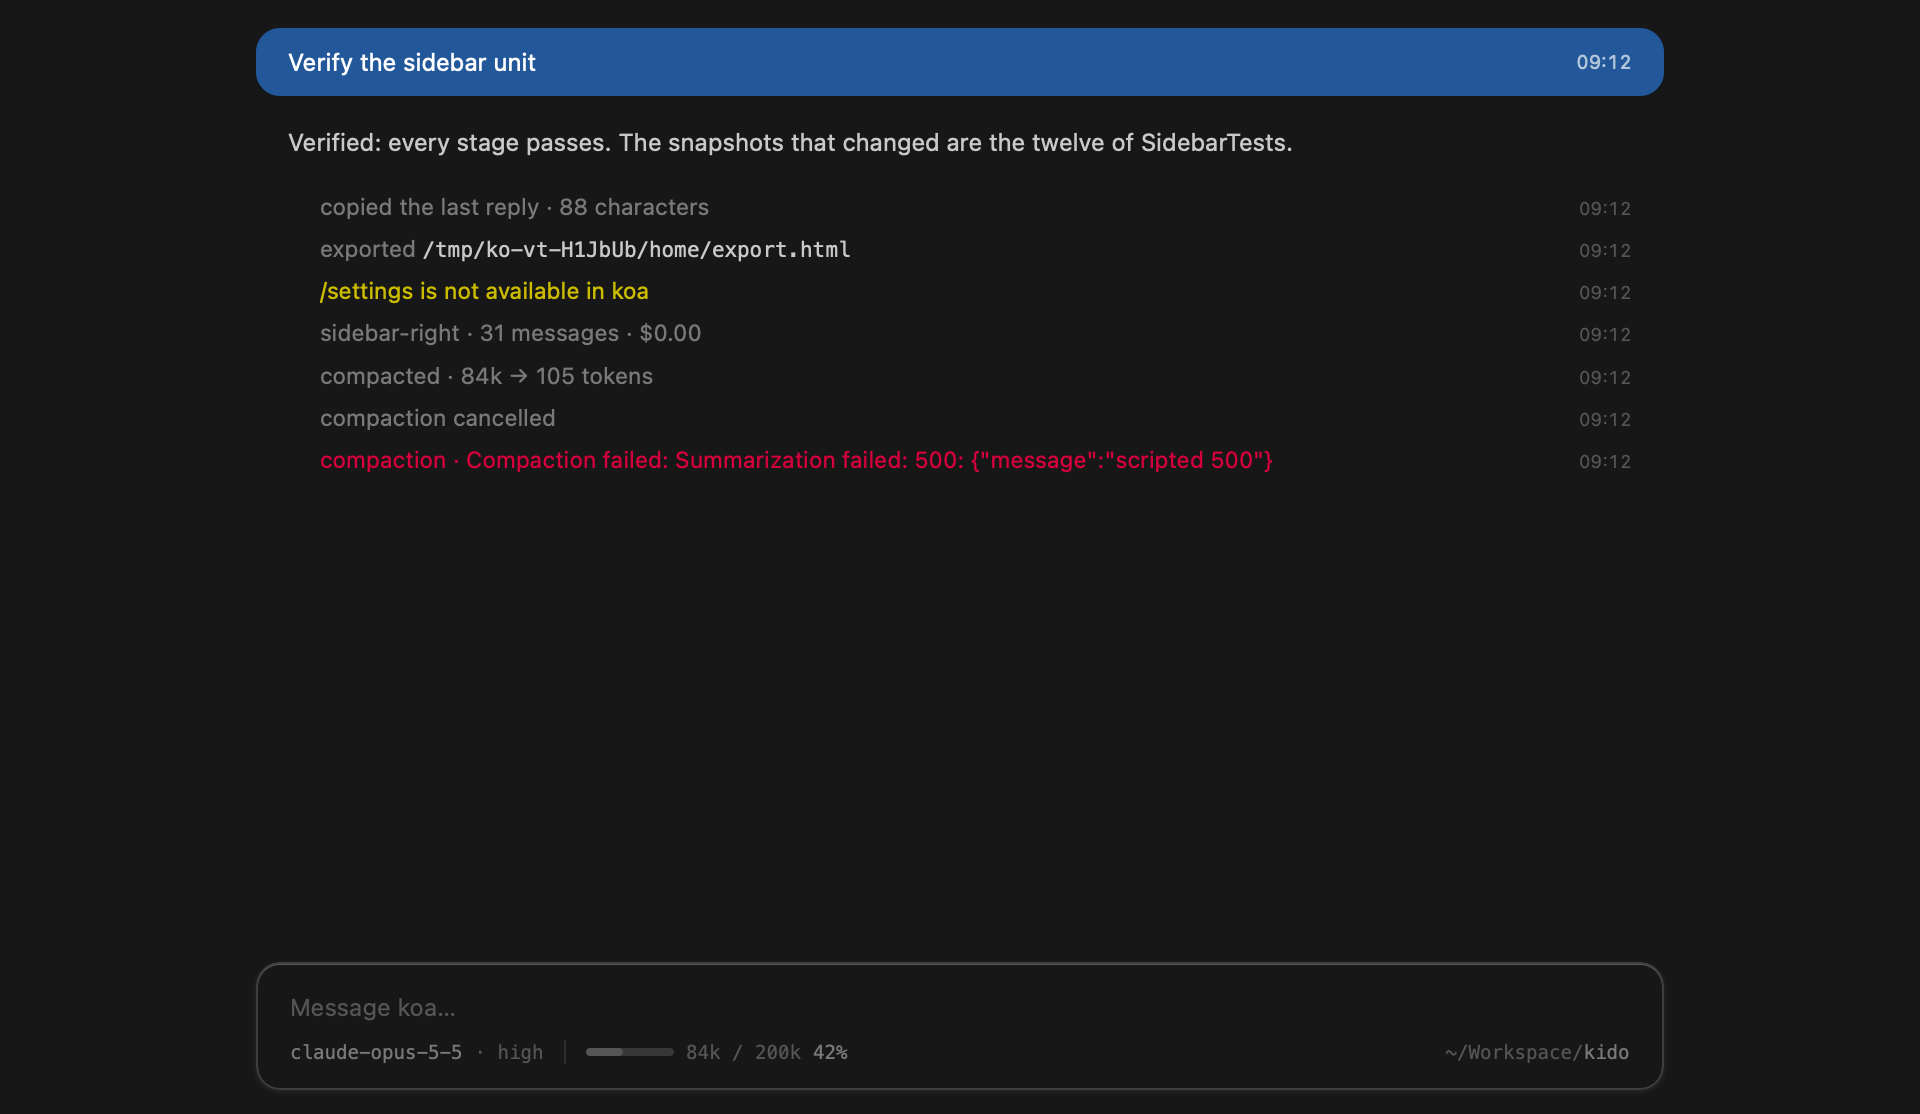 Verify the sidebar unit 09:12
Verified: every stage passes. The snapshots that changed are the twelve of SidebarTests.
copied the last reply · 88 characters 09:12
exported /tmp/ko-vt-H1JbUb/home/export.html 09:12
/settings is not available in koa 09:12
sidebar-right · 31 messages · $0.00 09:12
compacted · 84k → 105 tokens 09:12
compaction cancelled 09:12
compaction · Compaction failed: Summarization failed: 500: {"message":"scripted 500"} 09:12
Message koa…
claude-opus-5-5 · high 84k / 200k 42% ~/Workspace/kido